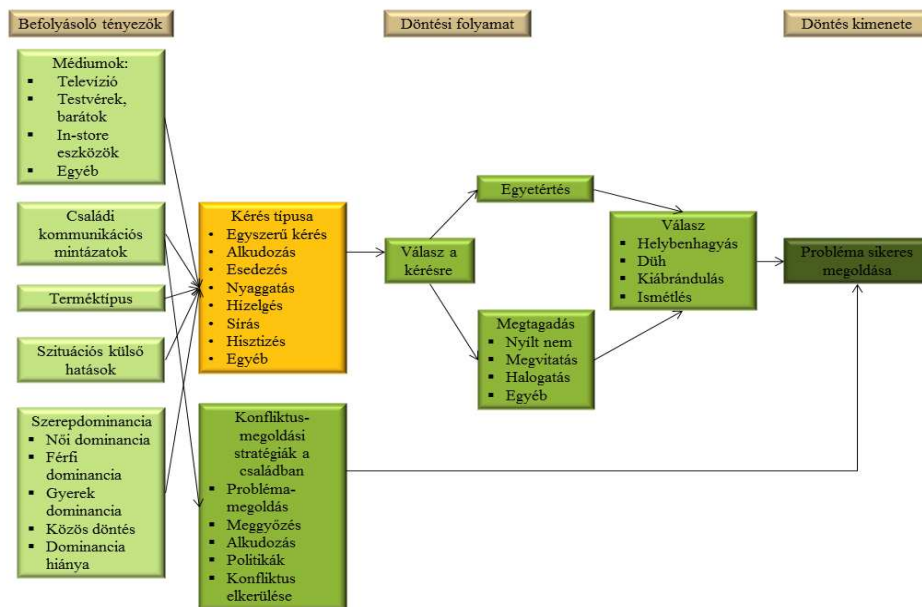 Befolyásoló tényezők
Döntési folyamat
Döntés kimenete
Médiumok:
▪ Televízió
▪ Testvérek,
barátok
▪ In-store
eszközök
▪ Egyéb
Családi
kommunikációs
mintázatok
Terméktípus
Szituációs külső
hatások
Szerepdominancia
▪ Női dominancia
▪ Férfi
dominancia
▪ Gyerek
dominancia
▪ Közös döntés
▪ Dominancia
hiánya
Kérés típusa
• Egyszerű kérés
• Alkudozás
• Esedezés
• Nyaggatás
• Hízelgés
• Sírás
• Hisztizés
• Egyéb
Konfliktus-
megoldási
stratégiák a
családban
▪ Probléma-
megoldás
▪ Meggyőzés
▪ Alkudozás
▪ Politikák
▪ Konfliktus
elkerülése
Válasz a
kérésre
Egyetértés
Megtagadás
▪ Nyílt nem
▪ Megvitatás
▪ Halogatás
▪ Egyéb
Válasz
▪ Helybenhagyás
▪ Düh
▪ Kiábrándulás
▪ Ismétlés
Probléma sikeres
megoldása